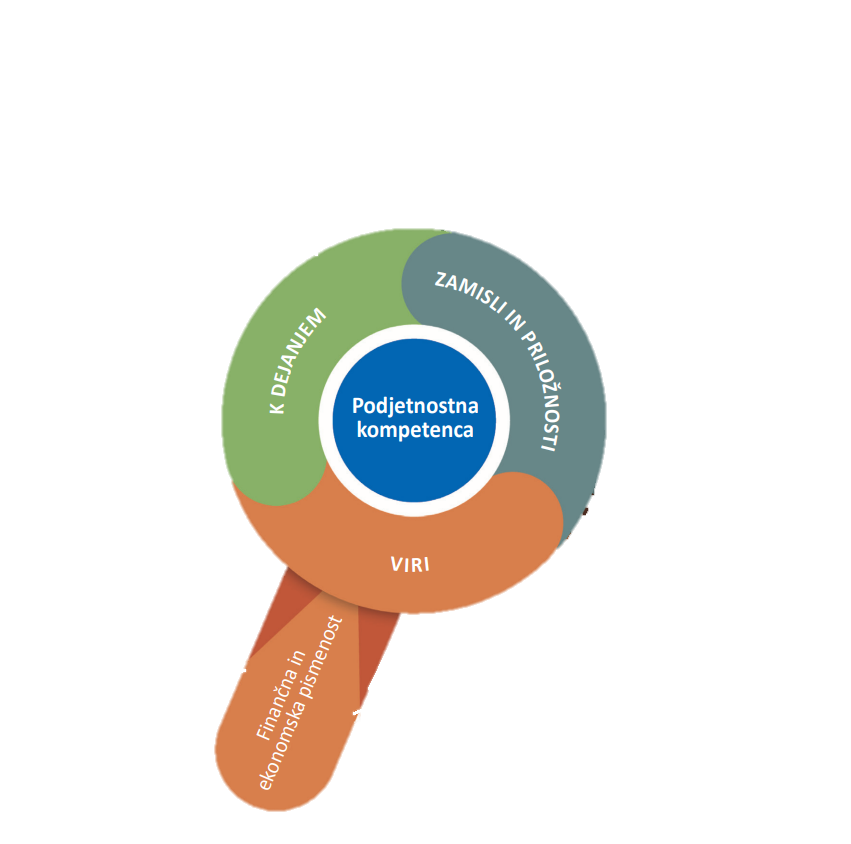 ZAMISLI IN PRILOŽNOSTI
K DEJANJEM
Podjetnostna
kompetenca
VIRI
Finančna in
ekonomska pismenost